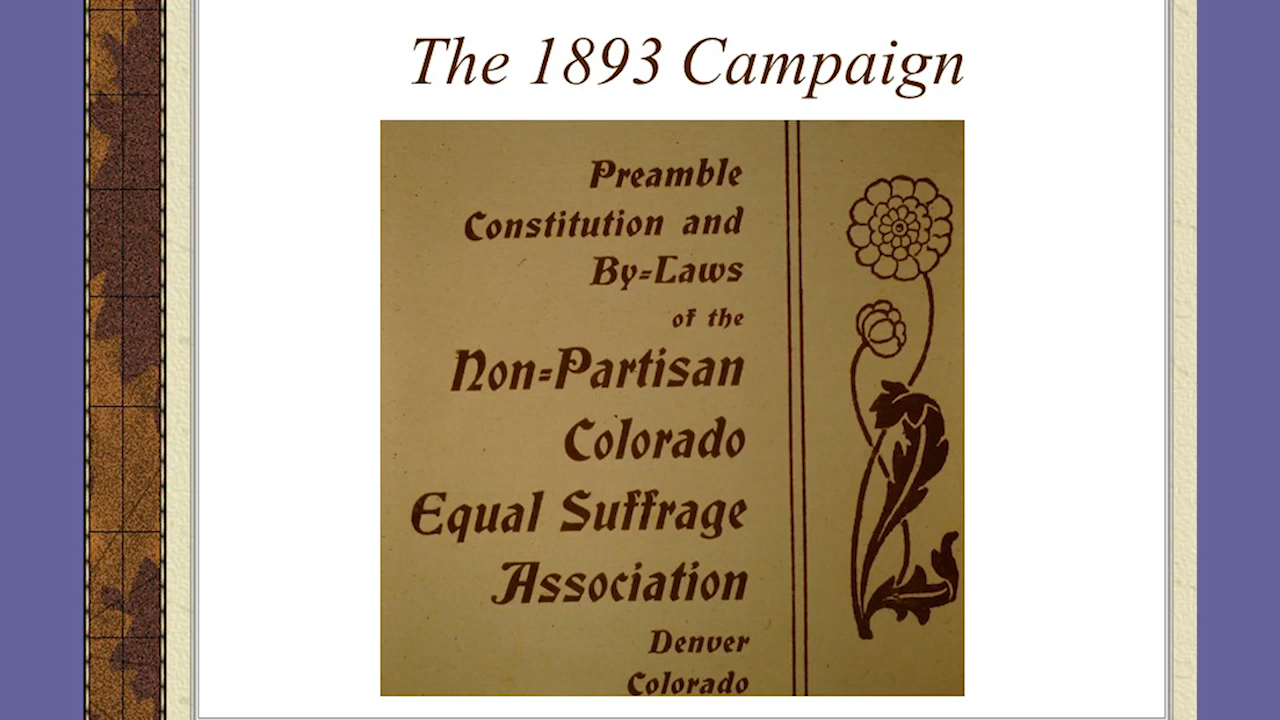 The 1893 Campaign
Preamble
Constitution and
By=Laws
of the
Non=Partisan
Colorado
Equal Suffrage
Association
Denver
Colorado